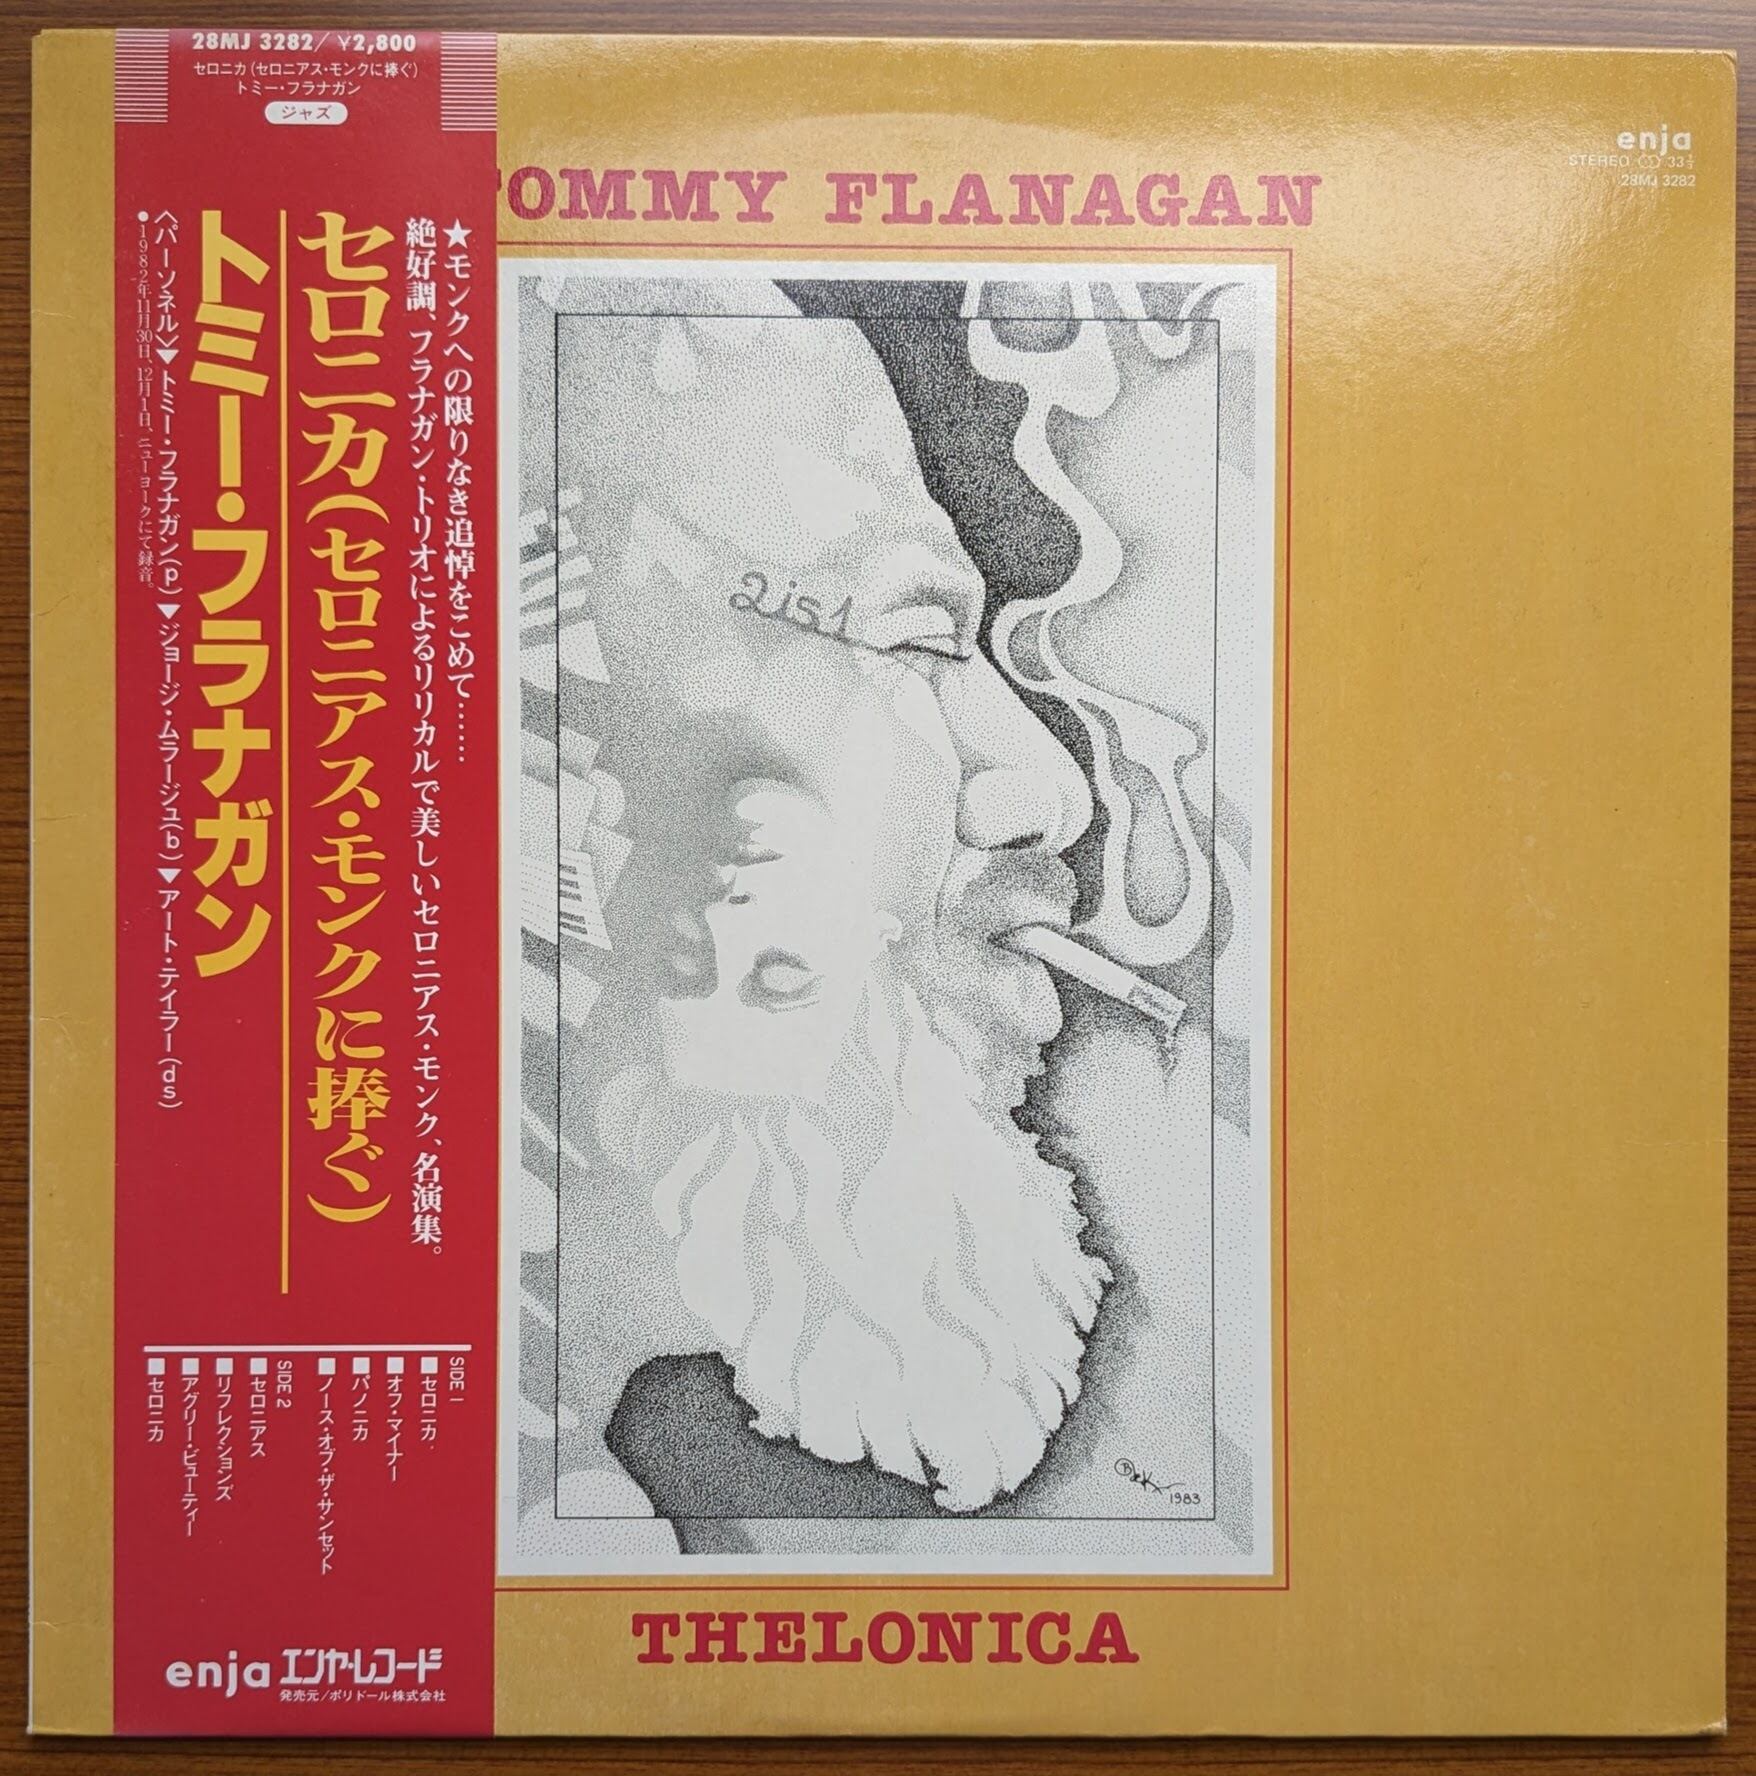 28MJ 3282/ ¥2,800
セロニカ(セロニアス・モンクに捧ぐ)
トミー・フラナガン
ジャズ
★モンクへの限りなき追悼をこめて……
絶好調、フラナガン・トリオによるリリカルで美しいセロニアス・モンク、名演集。
セロニカ(セロニアス・モンクに捧ぐ)
トミー・フラナガン
〈パーソネル〉▼トミー・フラナガン(p)▼ジョージ・ムラージュ(b)▼アート・テイラー(ds)
●1982年11月30日、12月1日、ニューヨークにて録音。
SIDE 1
■セロニカ
■オフ・マイナー
■パノニカ
■ノース・オブ・ザ・サンセット
SIDE 2
■セロニアス
■リフレクションズ
■アグリー・ビューティー
■セロニカ
enja エンヤ・レコード
発売元/ポリドール株式会社
enja
STEREO 33⅓
28MJ 3282
TOMMY FLANAGAN
2is1
1983
THELONICA